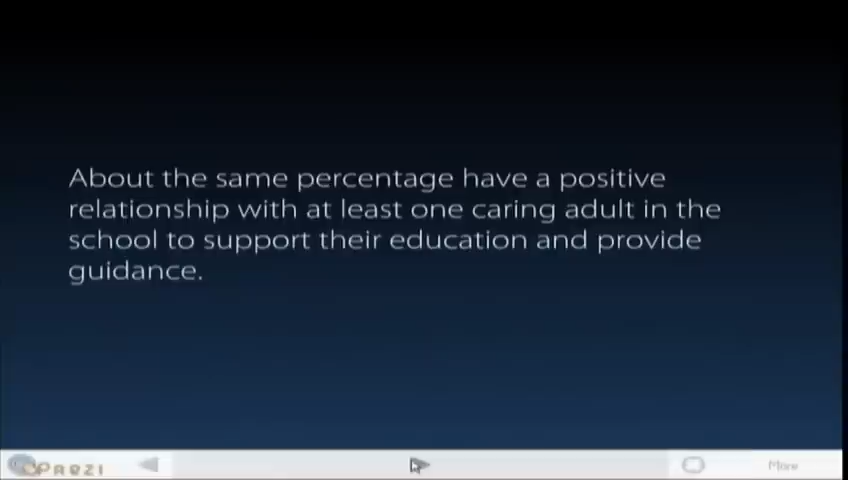 About the same percentage have a positive
relationship with at least one caring adult in the
school to support their education and provide
guidance.
PREZI
More